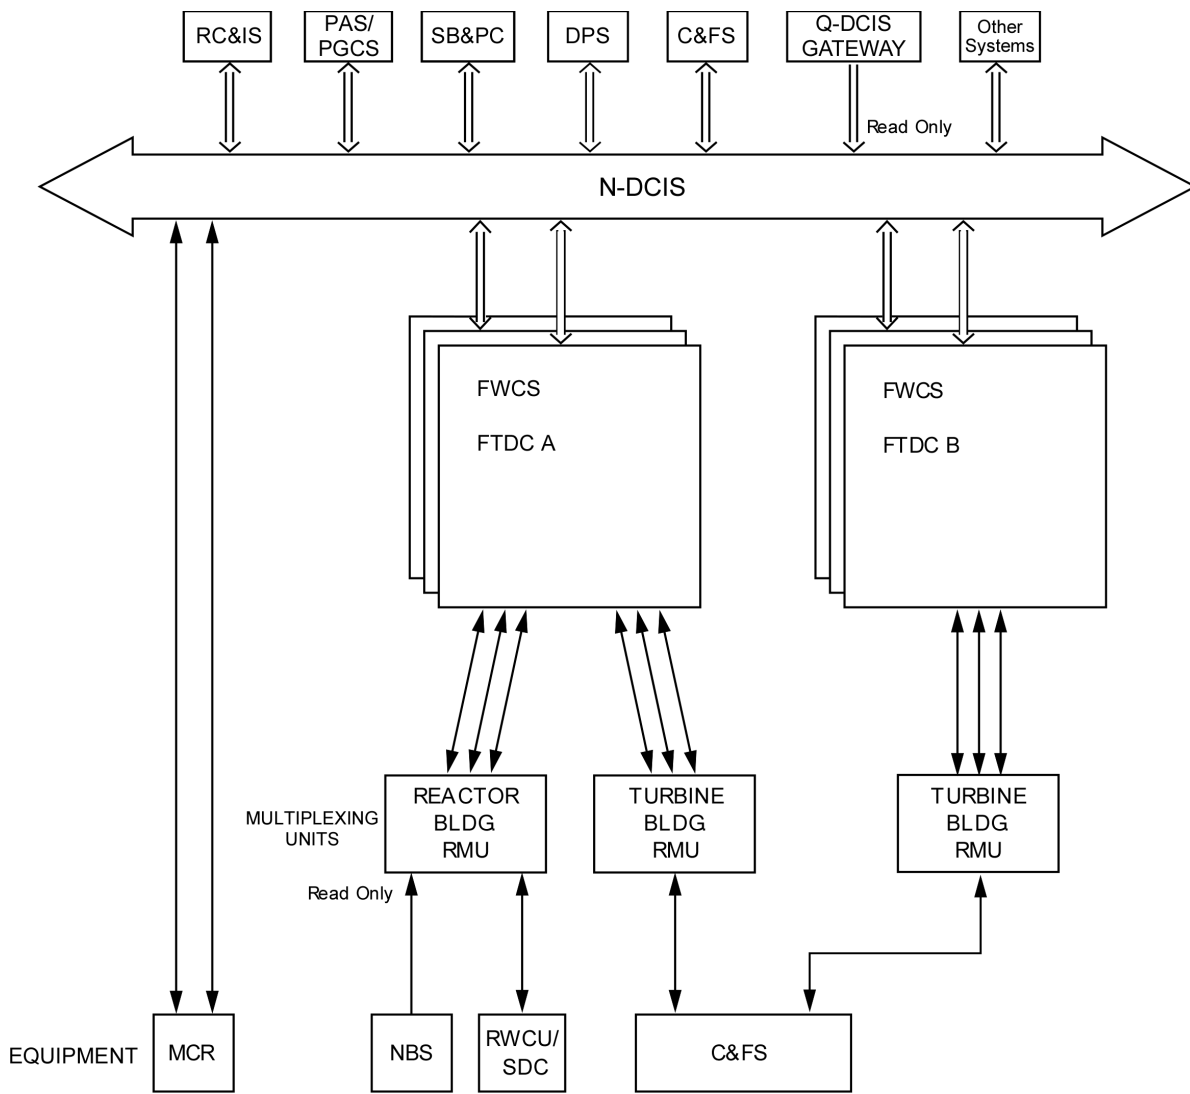 RC&IS
PAS/
PGCS
SB&PC
DPS
C&FS
Q-DCIS
GATEWAY
Other
Systems
Read Only
N-DCIS
FWCS
FTDC A
FWCS
FTDC B
MULTIPLEXING
UNITS
REACTOR
BLDG
RMU
TURBINE
BLDG
RMU
TURBINE
BLDG
RMU
Read Only
EQUIPMENT
MCR
NBS
RWCU/
SDC
C&FS